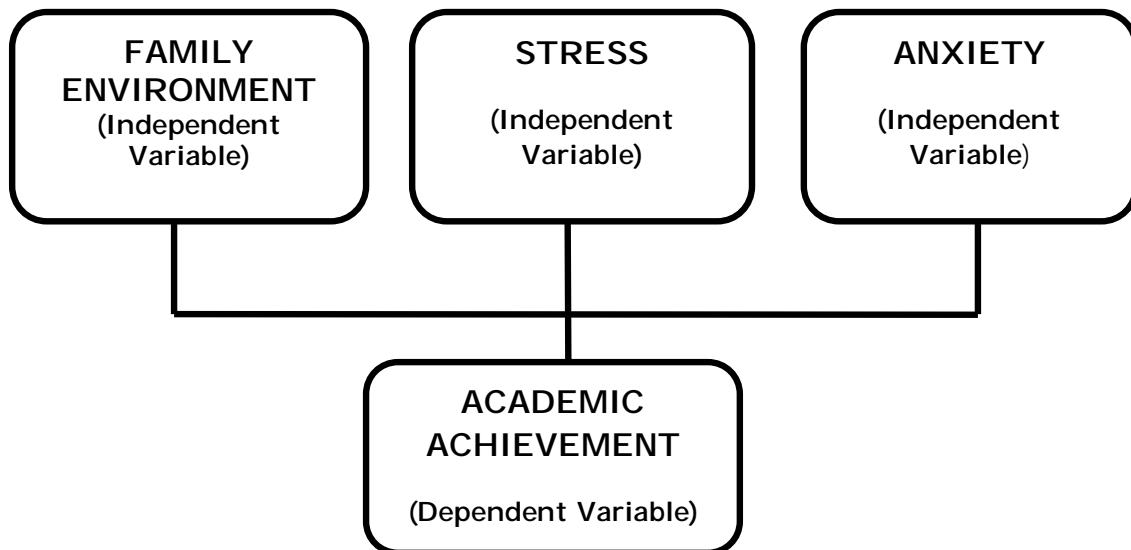 FAMILY
ENVIRONMENT
(Independent
Variable)
STRESS
(Independent
Variable)
ANXIETY
(Independent
Variable)
ACADEMIC
ACHIEVEMENT
(Dependent Variable)